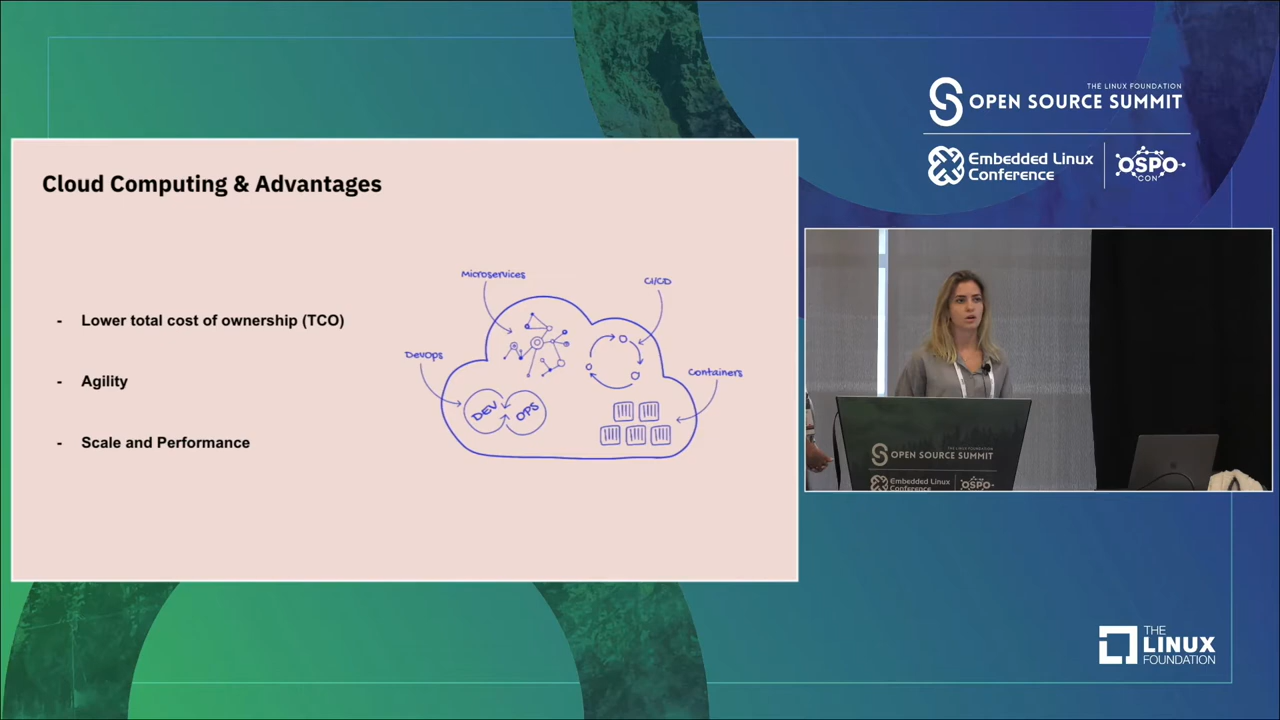 Cloud Computing & Advantages
- Lower total cost of ownership (TCO)
- Agility
- Scale and Performance
Microservices
CI/CD
DevOps
Containers
DEV
OPS
THE LINUX FOUNDATION
OPEN SOURCE SUMMIT
Embedded Linux
Conference
OSPO
CON
OPEN SOURCE SUMMIT
Embedded Linux
Conference
OSPO
THE
LINUX
FOUNDATION